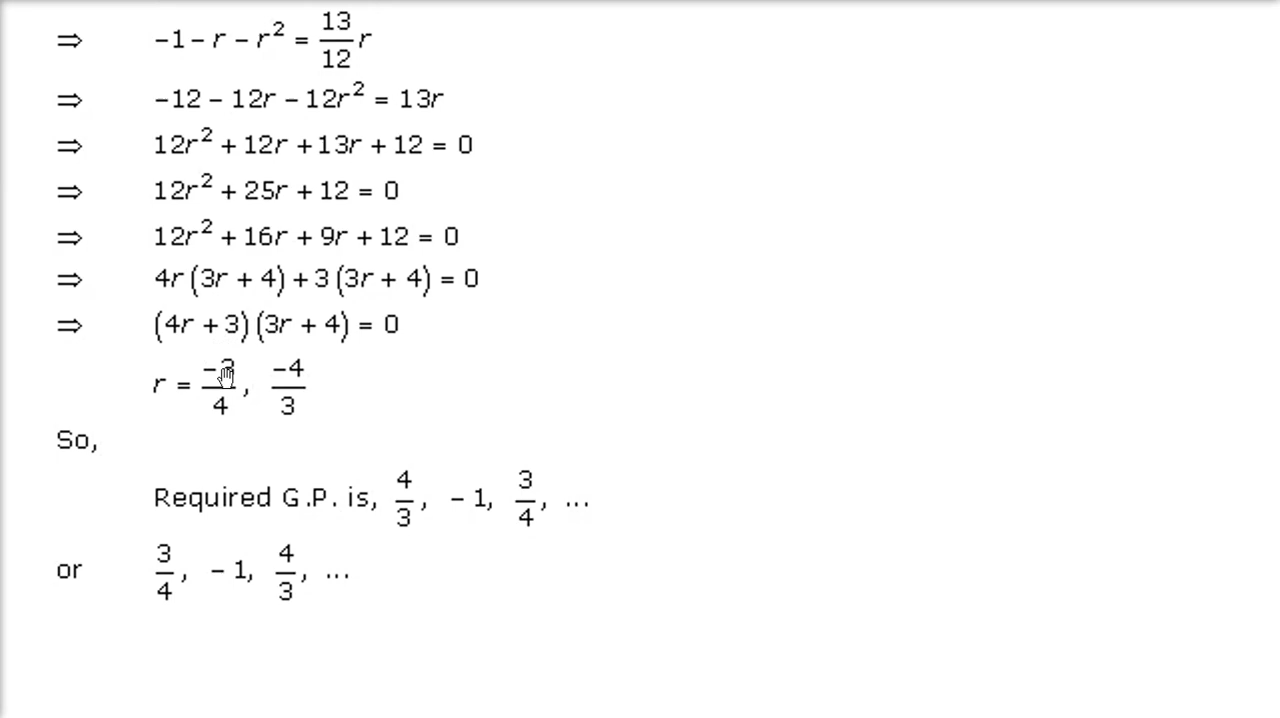 ⇒ −1 − r − r² = 13/12 r
⇒ −12 − 12r − 12r² = 13r
⇒ 12r² + 12r + 13r + 12 = 0
⇒ 12r² + 25r + 12 = 0
⇒ 12r² + 16r + 9r + 12 = 0
⇒ 4r(3r + 4) + 3(3r + 4) = 0
⇒ (4r + 3)(3r + 4) = 0
r = −3/4, −4/3
So,
Required G.P. is, 4/3, −1, 3/4, ...
or 3/4, −1, 4/3, ...